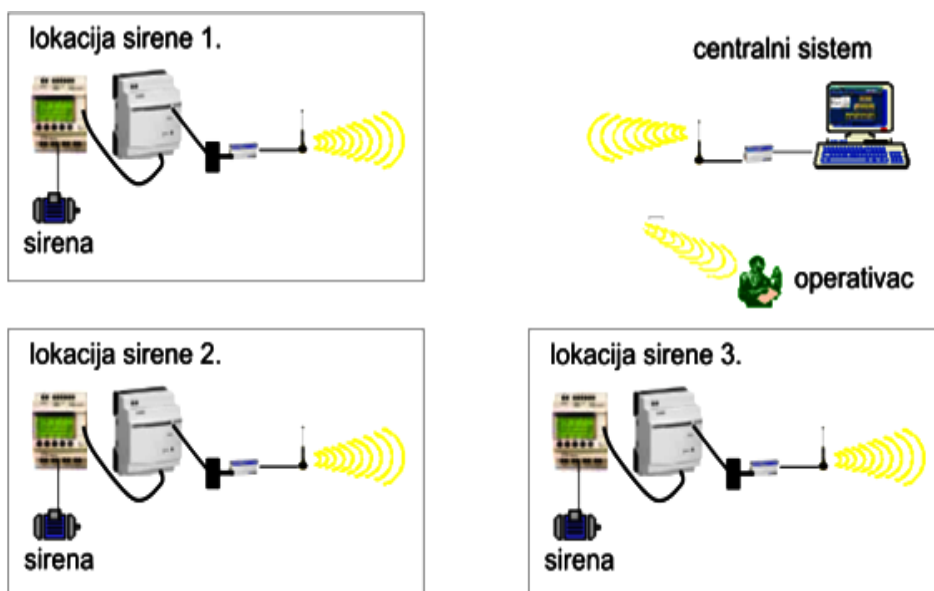 lokacija sirene 1.
sirena
centralni sistem
operativac
lokacija sirene 2.
sirena
lokacija sirene 3.
sirena